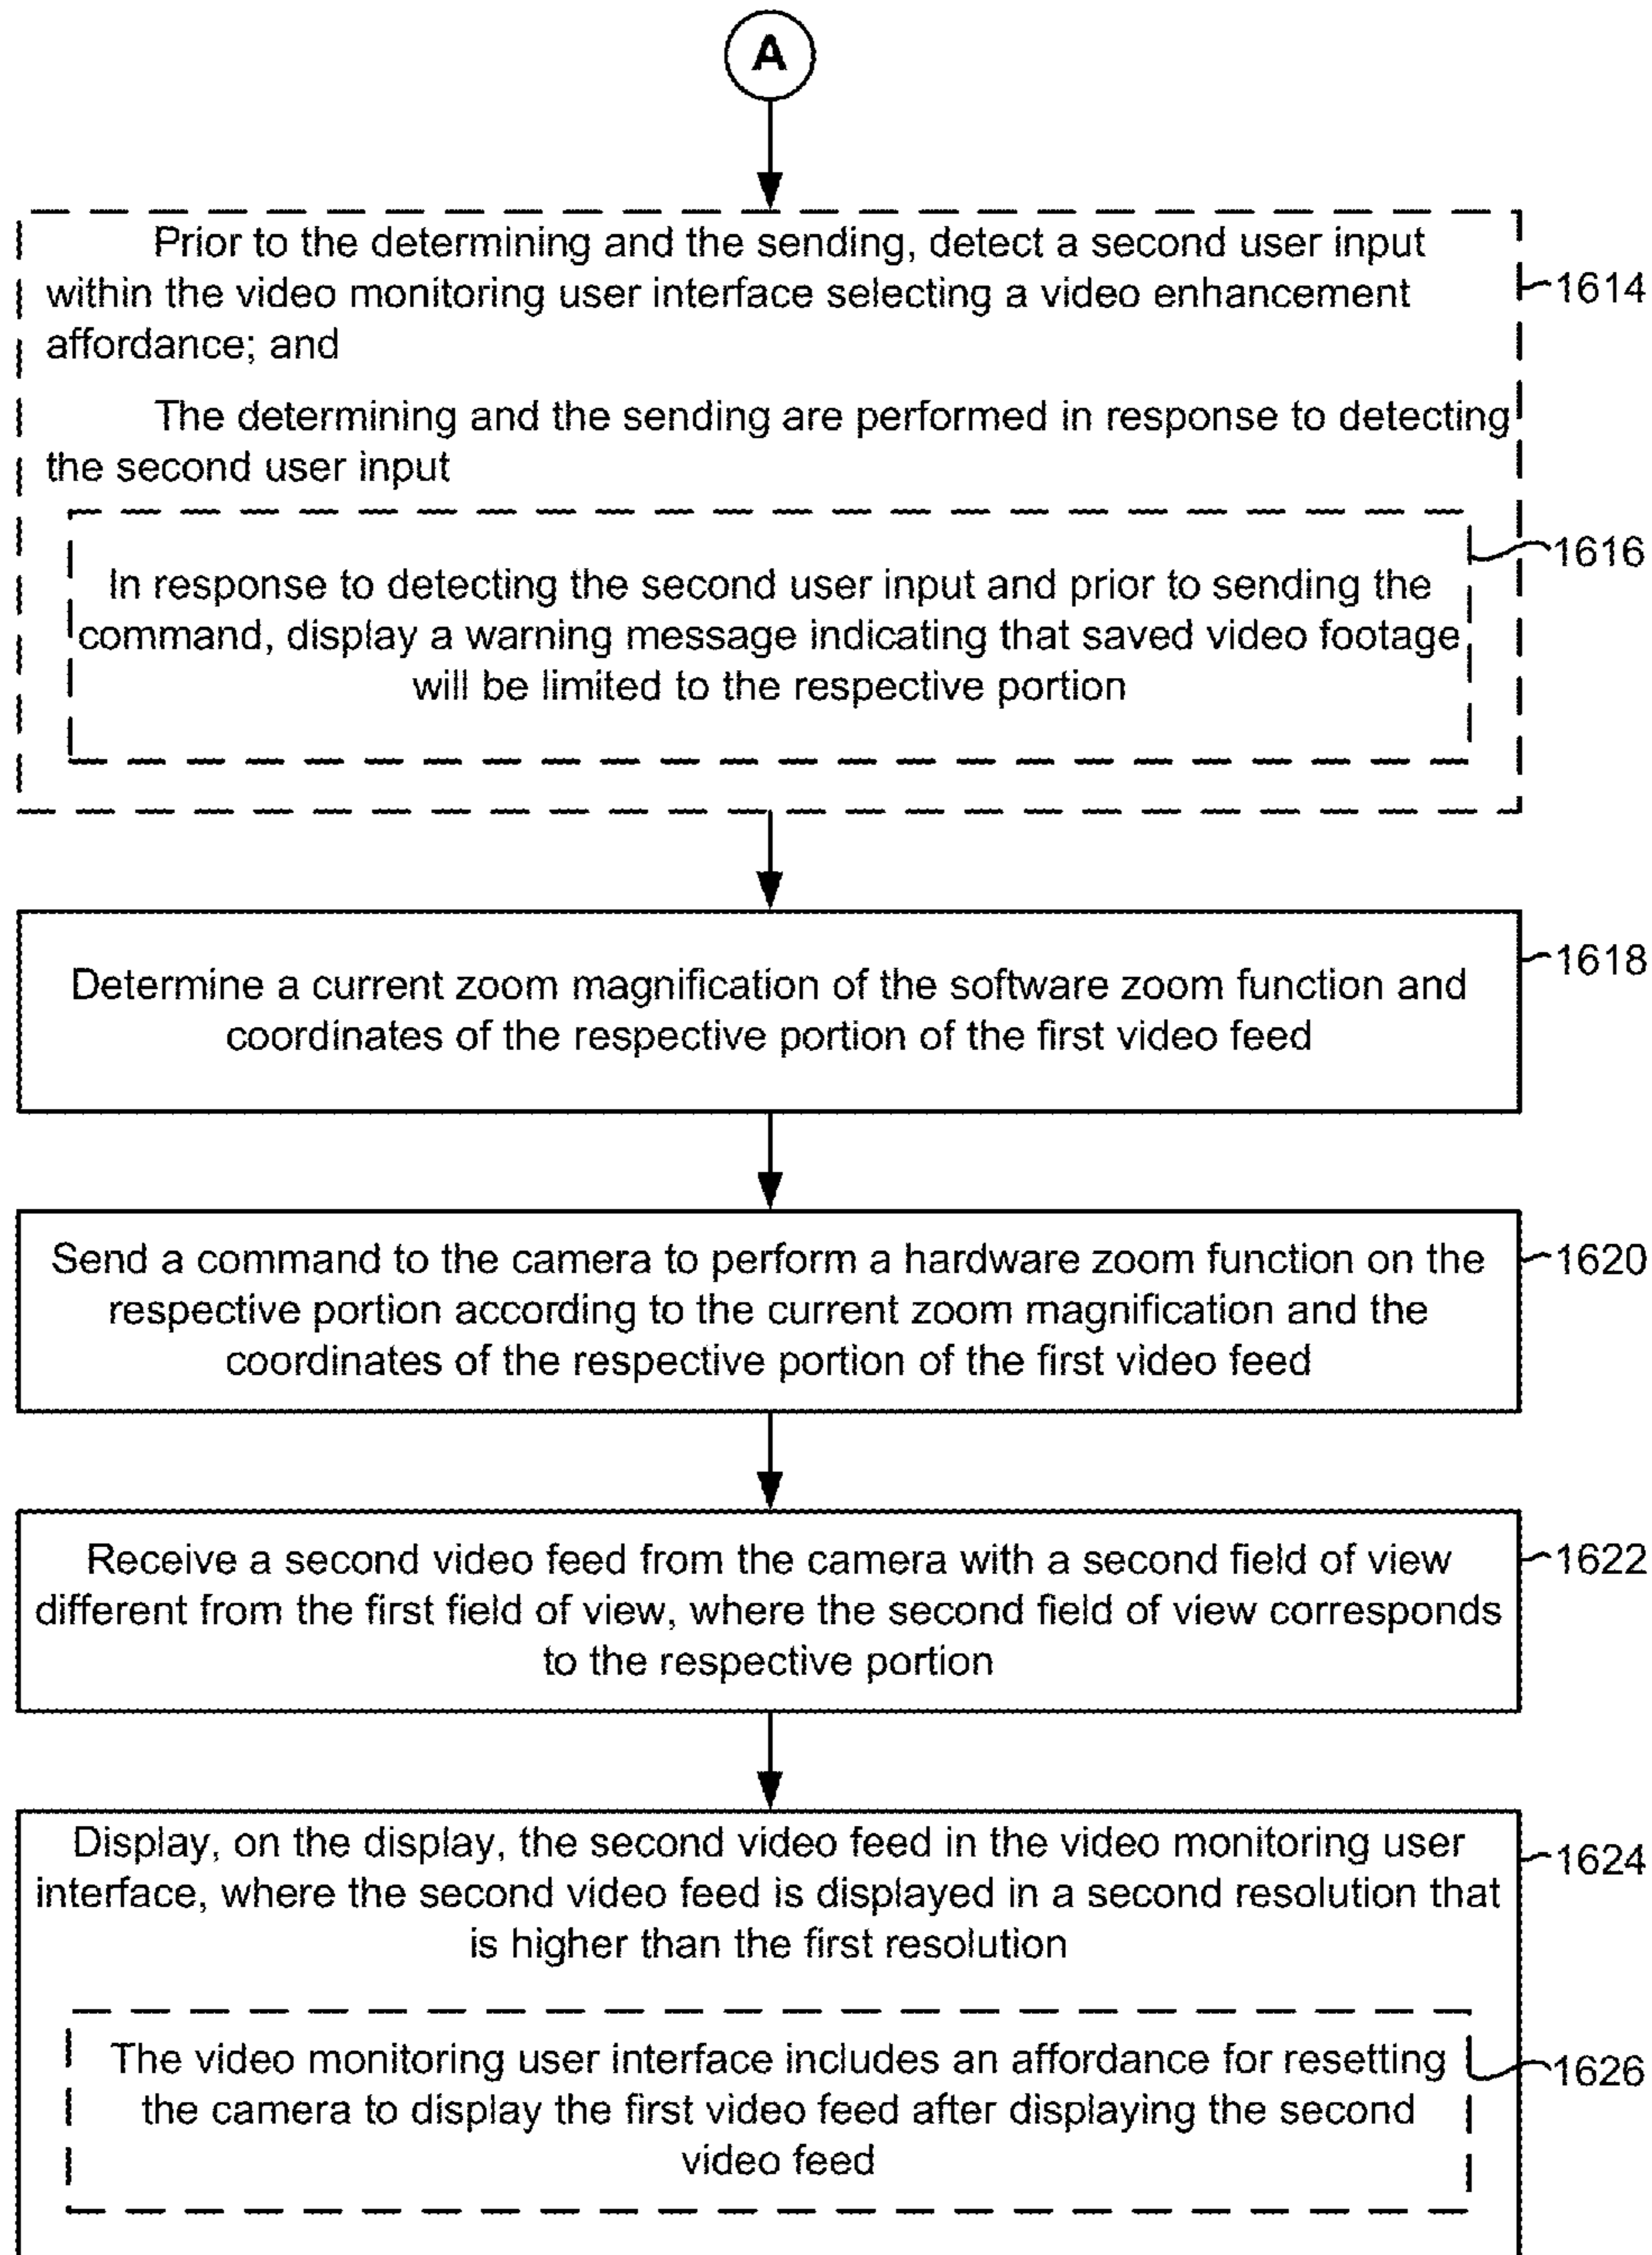 A
Prior to the determining and the sending, detect a second user input
within the video monitoring user interface selecting a video enhancement
affordance; and
1614
The determining and the sending are performed in response to detecting
the second user input
1616
In response to detecting the second user input and prior to sending the
command, display a warning message indicating that saved video footage
will be limited to the respective portion
1618
Determine a current zoom magnification of the software zoom function and
coordinates of the respective portion of the first video feed
1620
Send a command to the camera to perform a hardware zoom function on the
respective portion according to the current zoom magnification and the
coordinates of the respective portion of the first video feed
1622
Receive a second video feed from the camera with a second field of view
different from the first field of view, where the second field of view corresponds
to the respective portion
1624
Display, on the display, the second video feed in the video monitoring user
interface, where the second video feed is displayed in a second resolution that
is higher than the first resolution
1626
The video monitoring user interface includes an affordance for resetting
the camera to display the first video feed after displaying the second
video feed